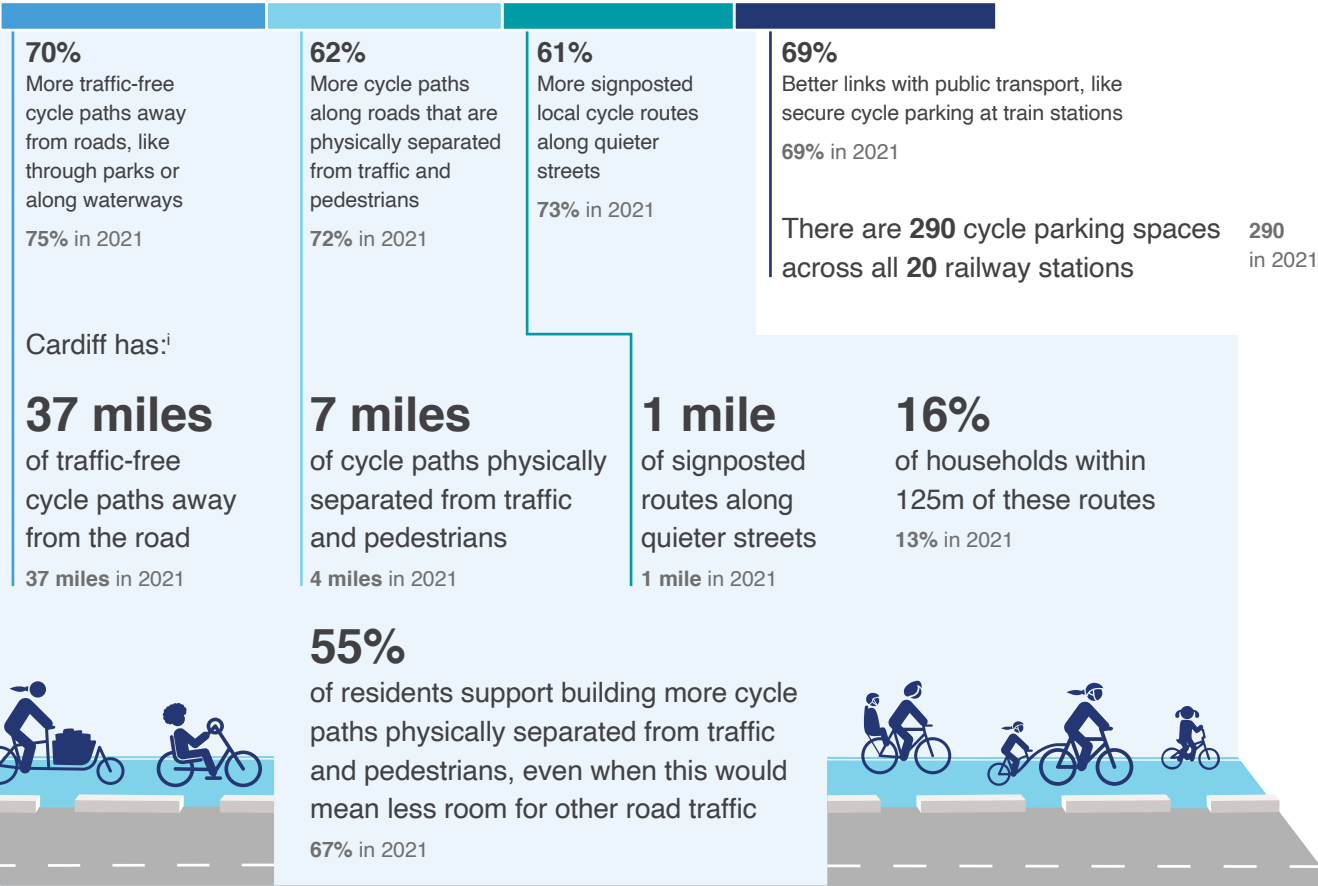 70%
More traffic-free
cycle paths away
from roads, like
through parks or
along waterways
75% in 2021
62%
More cycle paths
along roads that are
physically separated
from traffic and
pedestrians
72% in 2021
61%
More signposted
local cycle routes
along quieter
streets
73% in 2021
69%
Better links with public transport, like
secure cycle parking at train stations
69% in 2021
There are 290 cycle parking spaces
across all 20 railway stations
290
in 2021
Cardiff has:i
37 miles
of traffic-free
cycle paths away
from the road
37 miles in 2021
7 miles
of cycle paths physically
separated from traffic
and pedestrians
4 miles in 2021
1 mile
of signposted
routes along
quieter streets
1 mile in 2021
16%
of households within
125m of these routes
13% in 2021
55%
of residents support building more cycle
paths physically separated from traffic
and pedestrians, even when this would
mean less room for other road traffic
67% in 2021